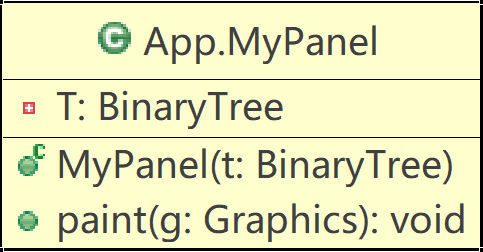 C App.MyPanel
T: BinaryTree
C MyPanel(t: BinaryTree)
paint(g: Graphics): void